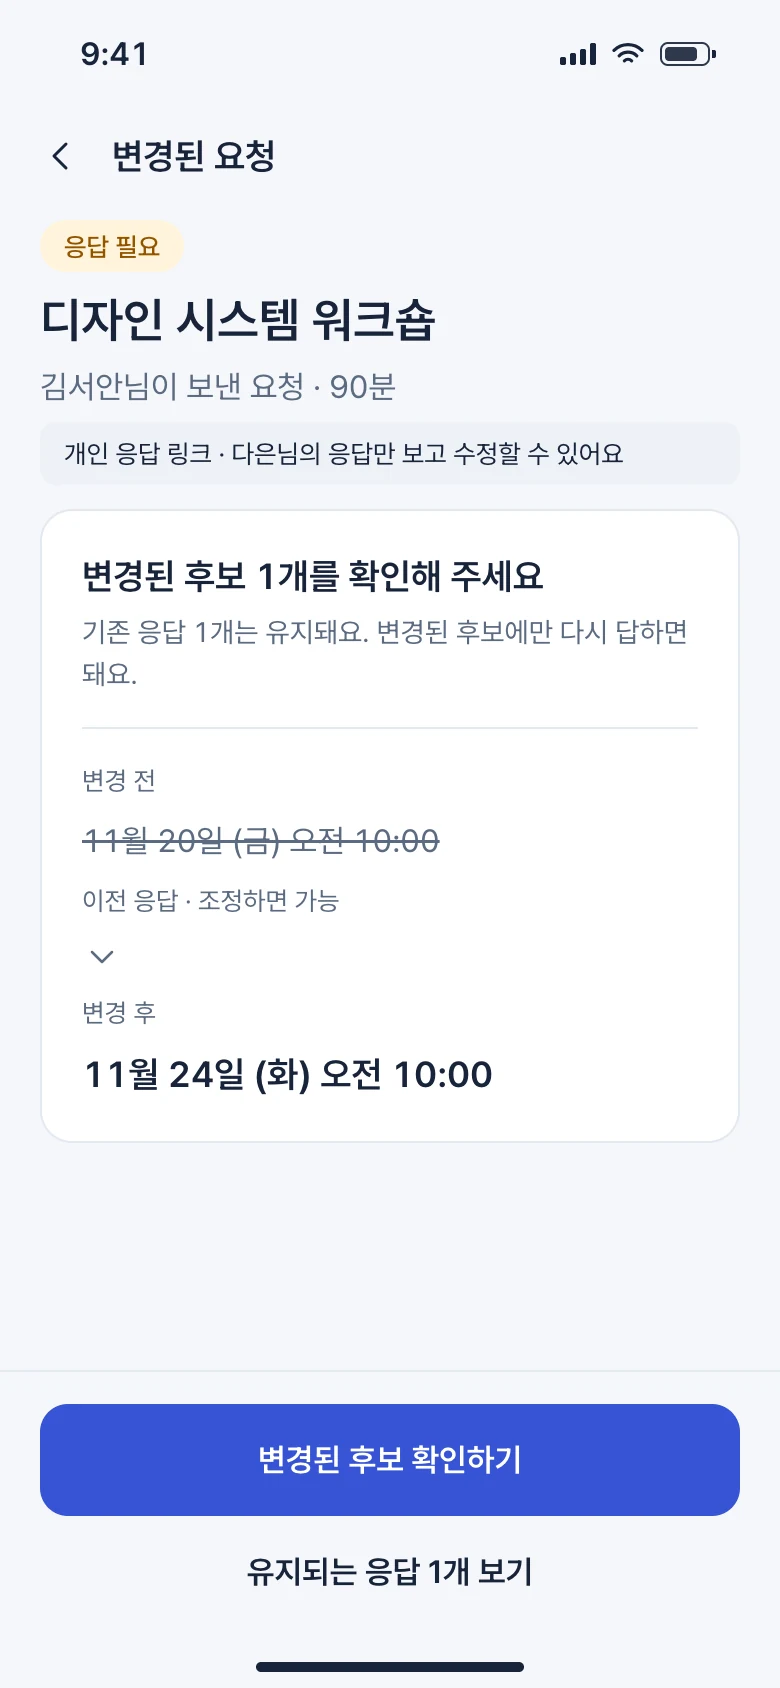 9:41
변경된 요청
응답 필요
디자인 시스템 워크숍
김서안님이 보낸 요청 · 90분
개인 응답 링크 · 다은님의 응답만 보고 수정할 수 있어요
변경된 후보 1개를 확인해 주세요
기존 응답 1개는 유지돼요. 변경된 후보에만 다시 답하면
돼요.
변경 전
11월 20일 (금) 오전 10:00
이전 응답 · 조정하면 가능
변경 후
11월 24일 (화) 오전 10:00
변경된 후보 확인하기
유지되는 응답 1개 보기